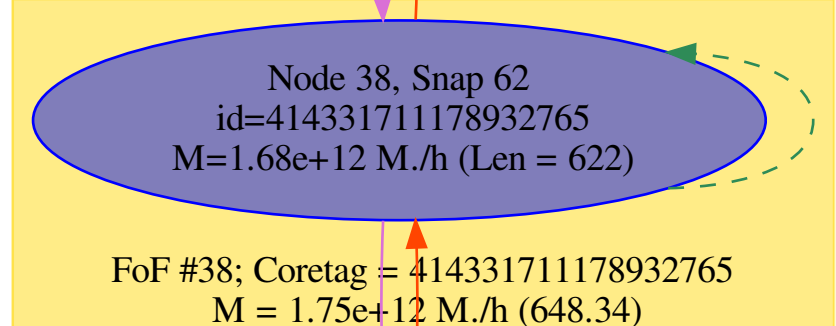 Node 38, Snap 62
id=414331711178932765
M=1.68e+12 M./h (Len = 622)
FoF #38; Coretag = 414331711178932765
M = 1.75e+12 M./h (648.34)